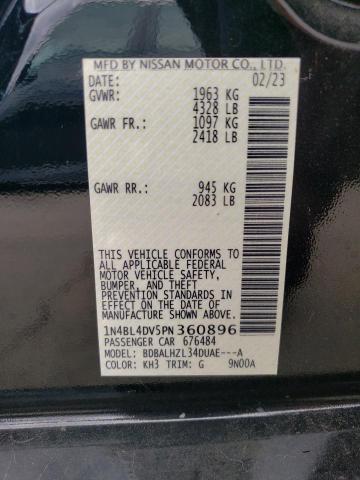 MFD BY NISSAN MOTOR CO., LTD.
DATE: 02/23
GVWR: 1963 KG
4328 LB
GAWR FR.: 1097 KG
2418 LB
GAWR RR.: 945 KG
2083 LB
THIS VEHICLE CONFORMS TO
ALL APPLICABLE FEDERAL
MOTOR VEHICLE SAFETY,
BUMPER, AND THEFT
PREVENTION STANDARDS
IN EFFECT ON THE DATE OF
MANUFACTURE SHOWN ABOVE.
1N4BL4DV5PN360896
PASSENGER CAR 676484
MODEL: BDBALHZL34DUAE---A
COLOR: KH3 TRIM: G 9N00A